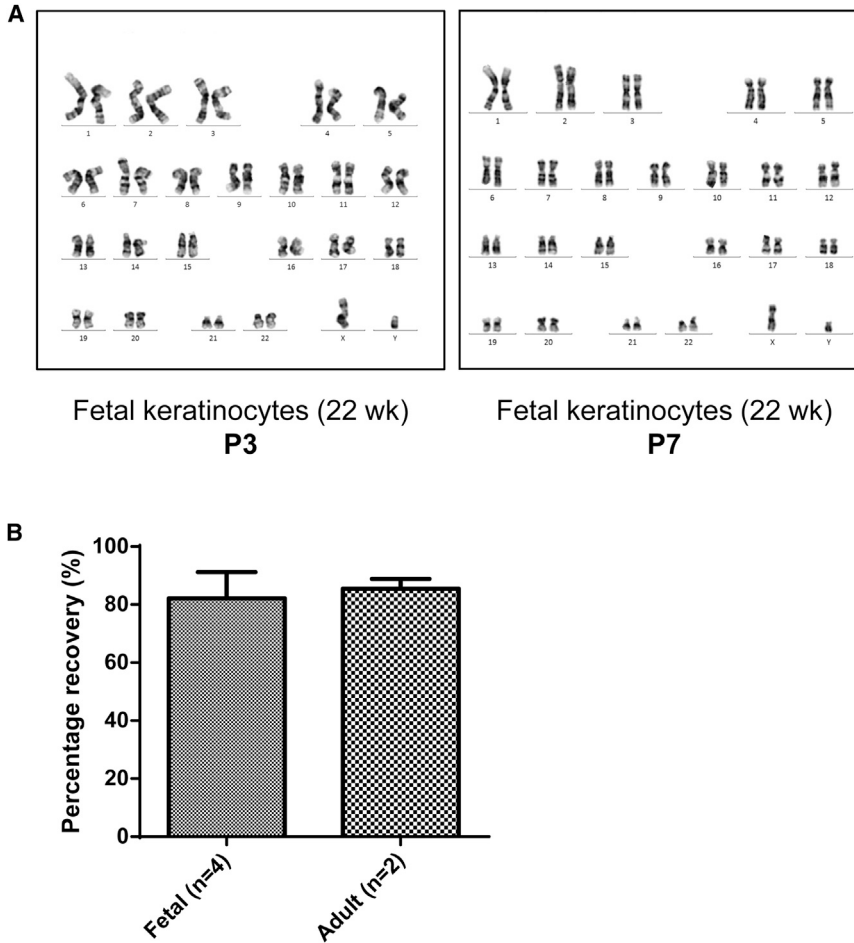 A
1 2 3 4 5
6 7 8 9 10 11 12
13 14 15 16 17 18
19 20 21 22 X Y
Fetal keratinocytes (22 wk)
P3
1 2 3 4 5
6 7 8 9 10 11 12
13 14 15 16 17 18
19 20 21 22 X Y
Fetal keratinocytes (22 wk)
P7
B
Percentage recovery (%)
100
80
60
40
20
0
Fetal (n=4)
Adult (n=2)